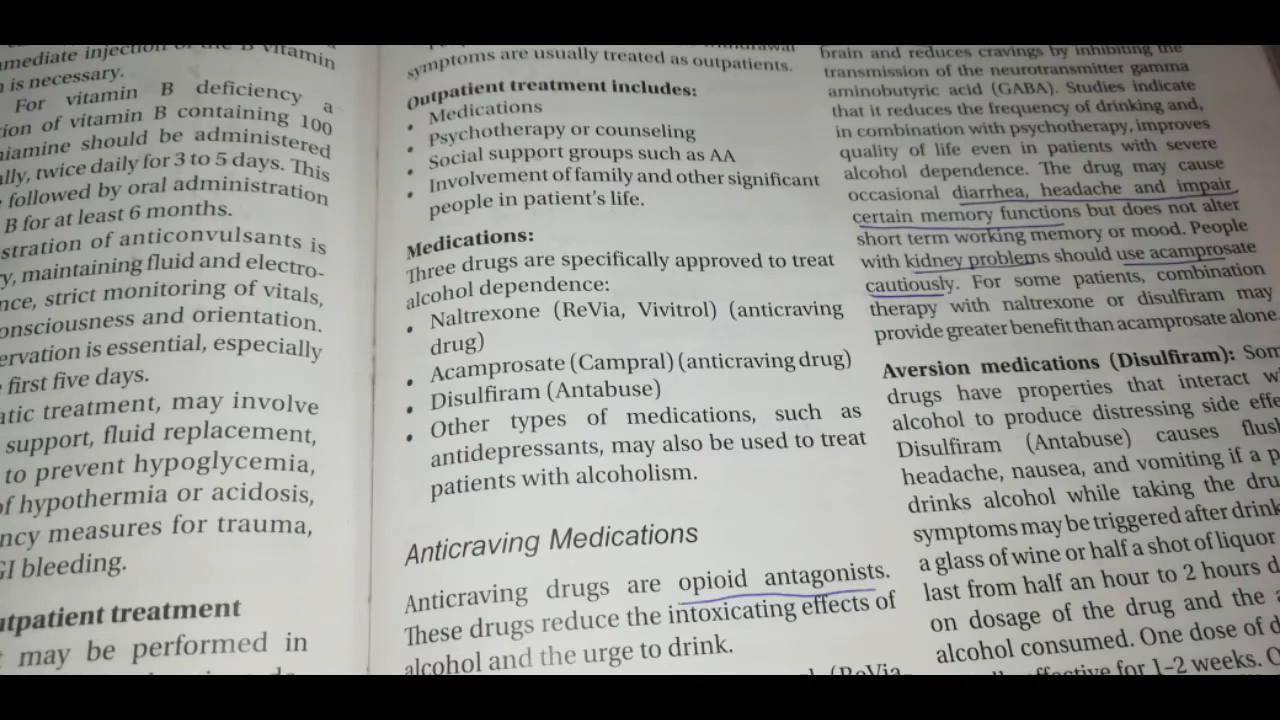 mmediate injection of the B vitamin
is necessary.
For vitamin B deficiency a
tion of vitamin B containing 100
hiamine should be administered
lly, twice daily for 3 to 5 days. This
followed by oral administration
B for at least 6 months.
stration of anticonvulsants is
y, maintaining fluid and electro-
nce, strict monitoring of vitals,
onsciousness and orientation.
ervation is essential, especially
first five days.
atic treatment, may involve
support, fluid replacement,
to prevent hypoglycemia,
of hypothermia or acidosis,
ncy measures for trauma,
GI bleeding.
utpatient treatment
may be performed in
symptoms are usually treated as outpatients.
Outpatient treatment includes:
• Medications
• Psychotherapy or counseling
• Social support groups such as AA
• Involvement of family and other significant
people in patient's life.
Medications:
Three drugs are specifically approved to treat
alcohol dependence:
• Naltrexone (ReVia, Vivitrol) (anticraving
drug)
• Acamprosate (Campral) (anticraving drug)
• Disulfiram (Antabuse)
• Other types of medications, such as
antidepressants, may also be used to treat
patients with alcoholism.
Anticraving Medications
Anticraving drugs are opioid antagonists.
These drugs reduce the intoxicating effects of
alcohol and the urge to drink.
(ReVia,
brain and reduces cravings by inhibiting the
transmission of the neurotransmitter gamma
aminobutyric acid (GABA). Studies indicate
that it reduces the frequency of drinking and,
in combination with psychotherapy, improves
quality of life even in patients with severe
alcohol dependence. The drug may cause
occasional diarrhea, headache and impair
certain memory functions but does not alter
short term working memory or mood. People
with kidney problems should use acamprosate
cautiously. For some patients, combination
therapy with naltrexone or disulfiram may
provide greater benefit than acamprosate alone.
Aversion medications (Disulfiram): Som
drugs have properties that interact wi
alcohol to produce distressing side effe
Disulfiram (Antabuse) causes flush
headache, nausea, and vomiting if a p
drinks alcohol while taking the dru
symptoms may be triggered after drink
a glass of wine or half a shot of liquor
last from half an hour to 2 hours d
on dosage of the drug and the a
alcohol consumed. One dose of d
effective for 1–2 weeks. O